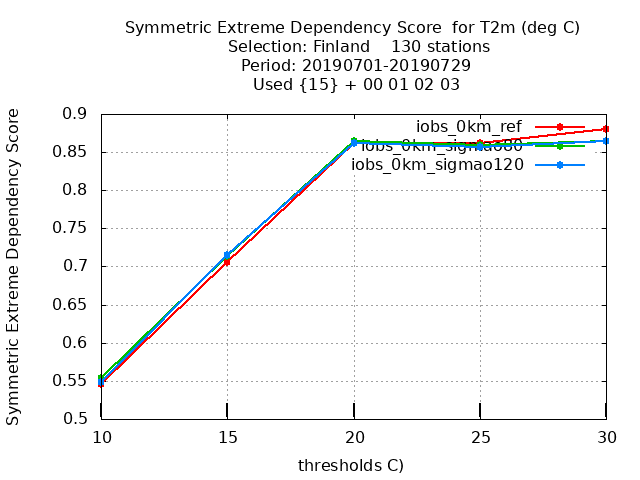 Symmetric Extreme Dependency Score  for T2m (deg C)
Selection: Finland    130 stations
Period: 20190701-20190729
Used {15} + 00 01 02 03
Symmetric Extreme Dependency Score
0.9
0.85
0.8
0.75
0.7
0.65
0.6
0.55
0.5
iobs_0km_ref
iobs_0km_sigmao80
iobs_0km_sigmao120
10 15 20 25 30
thresholds C)